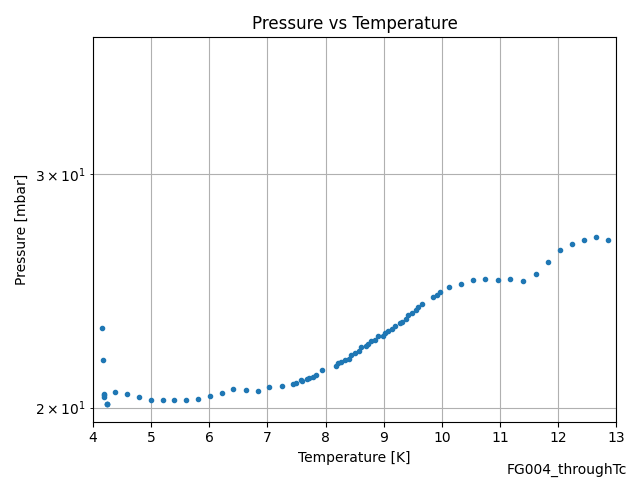 Pressure vs Temperature
Pressure [mbar]
3 × 10¹
2 × 10¹
4 5 6 7 8 9 10 11 12 13
Temperature [K]
FG004_throughTc